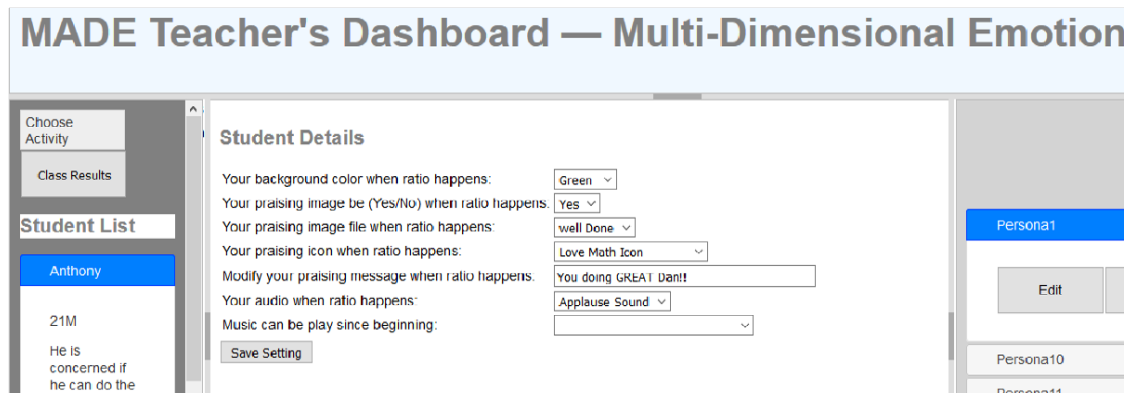 MADE Teacher's Dashboard — Multi-Dimensional Emotion
Choose
Activity
Class Results
Student List
Anthony
21M
He is
concerned if
he can do the
Student Details
Your background color when ratio happens:
Green
Your praising image be (Yes/No) when ratio happens:
Yes
Your praising image file when ratio happens:
well Done
Your praising icon when ratio happens:
Love Math Icon
Modify your praising message when ratio happens:
You doing GREAT Dan!!
Your audio when ratio happens:
Applause Sound
Music can be play since beginning:
Save Setting
Persona1
Edit
Persona10
Persona11